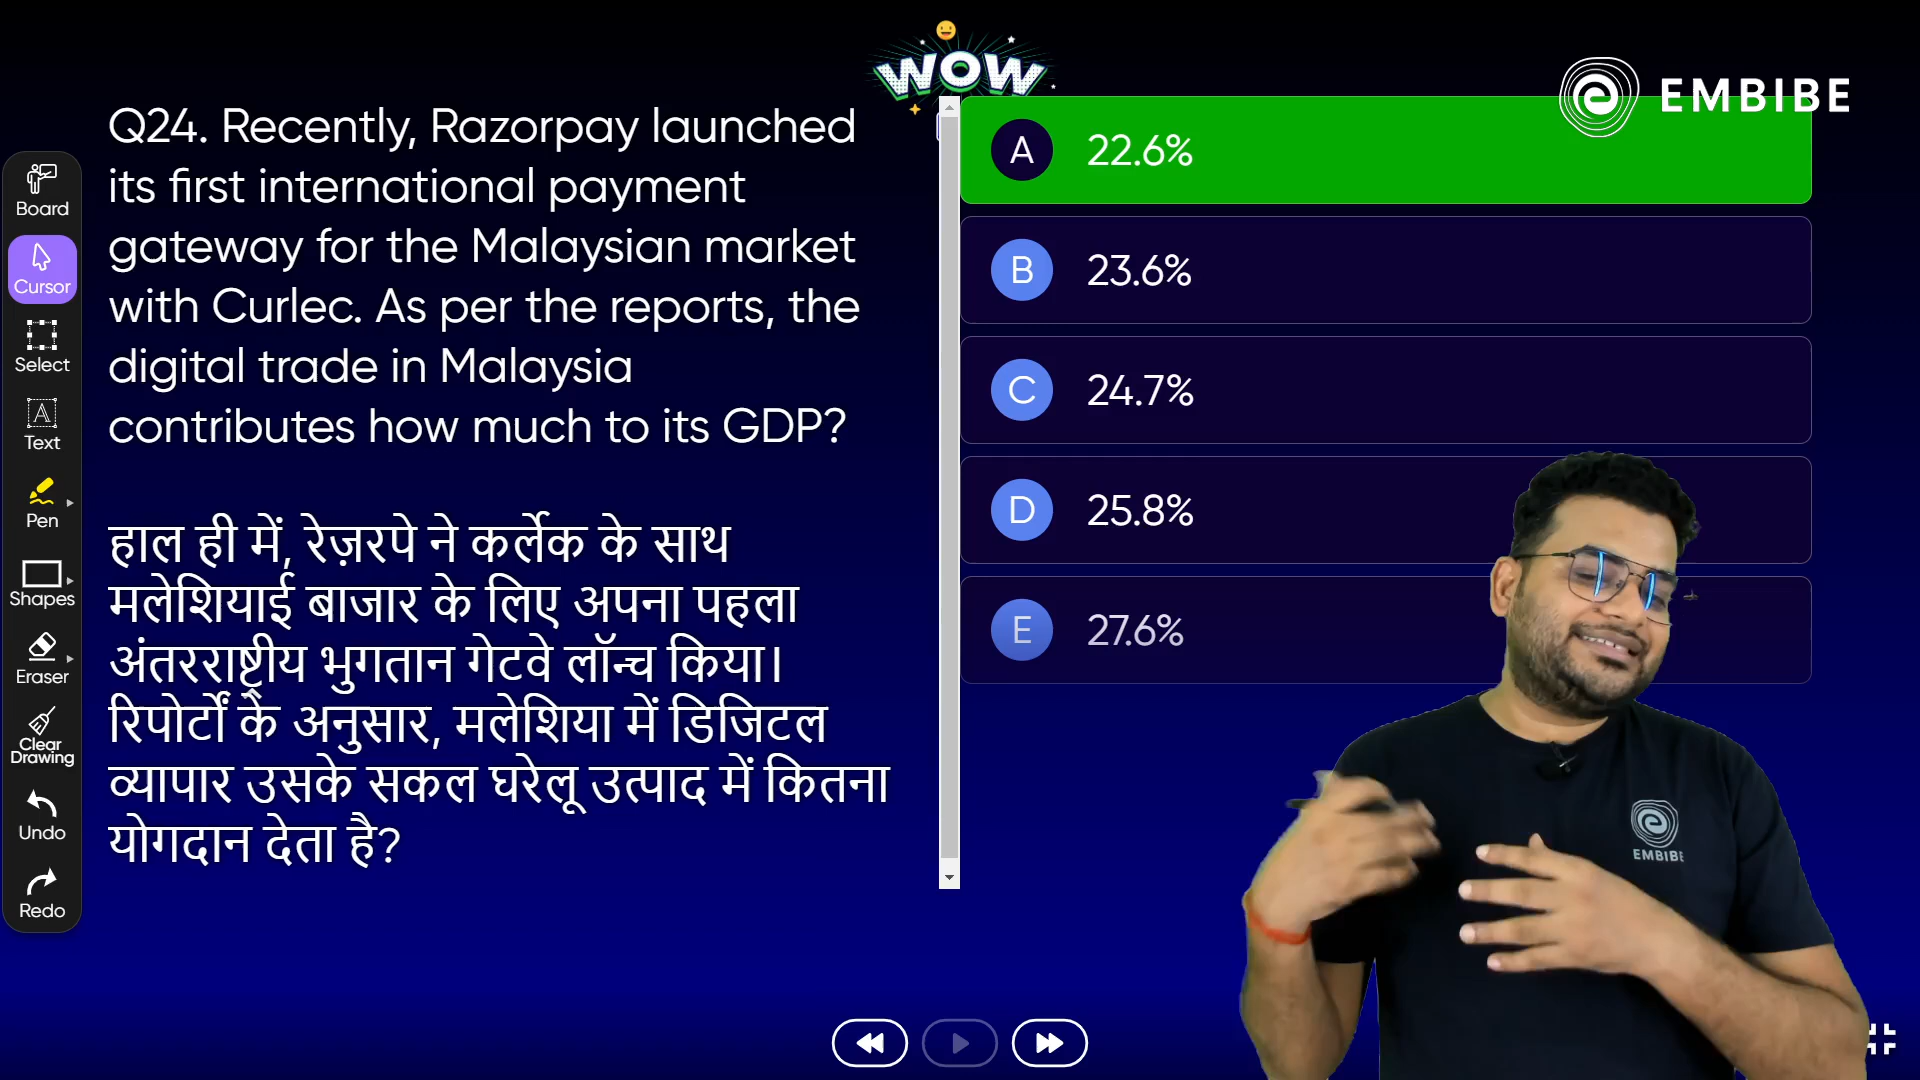 WOW
EMBIBE
Q24. Recently, Razorpay launched
its first international payment
gateway for the Malaysian market
with Curlec. As per the reports, the
digital trade in Malaysia
contributes how much to its GDP?
हाल ही में, रेज़रपे ने कर्लेक के साथ
मलेशियाई बाजार के लिए अपना पहला
अंतरराष्ट्रीय भुगतान गेटवे लॉन्च किया।
रिपोर्टों के अनुसार, मलेशिया में डिजिटल
व्यापार उसके सकल घरेलू उत्पाद में कितना
योगदान देता है?
A 22.6%
B 23.6%
C 24.7%
D 25.8%
E 27.6%
Board
Cursor
Select
Text
Pen
Shapes
Eraser
Clear
Drawing
Undo
Redo
EMBIBE